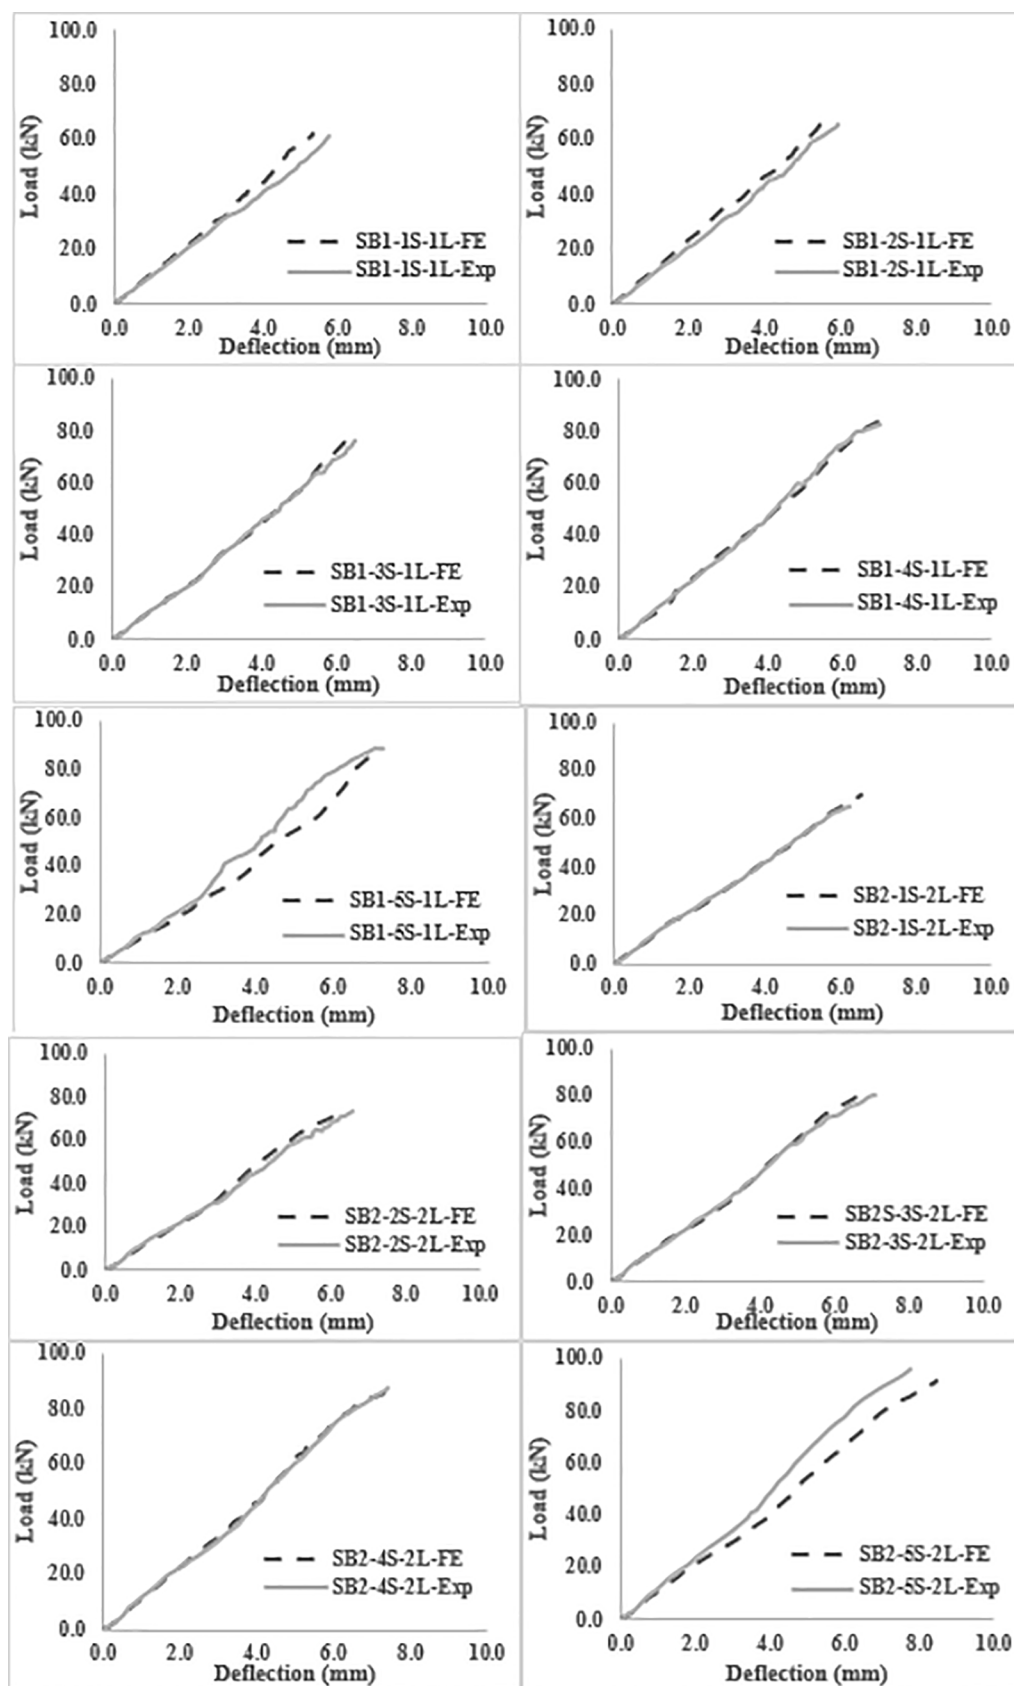 100.0
80.0
60.0
40.0
20.0
0.0
Load (kN)
SB1-1S-1L-FE
SB1-1S-1L-Exp
0.0 2.0 4.0 6.0 8.0 10.0
Deflection (mm)
100.0
80.0
60.0
40.0
20.0
0.0
Load (kN)
SB1-2S-1L-FE
SB1-2S-1L-Exp
0.0 2.0 4.0 6.0 8.0 10.0
Delection (mm)
100.0
80.0
60.0
40.0
20.0
0.0
Load (kN)
SB1-3S-1L-FE
SB1-3S-1L-Exp
0.0 2.0 4.0 6.0 8.0 10.0
Deflection (mm)
100.0
80.0
60.0
40.0
20.0
0.0
Load (kN)
SB1-4S-1L-FE
SB1-4S-1L-Exp
0.0 2.0 4.0 6.0 8.0 10.0
Deflection (mm)
100.0
80.0
60.0
40.0
20.0
0.0
Load (kN)
SB1-5S-1L-FE
SB1-5S-1L-Exp
0.0 2.0 4.0 6.0 8.0 10.0
Deflection (mm)
100.0
80.0
60.0
40.0
20.0
0.0
Load (kN)
SB2-1S-2L-FE
SB2-1S-2L-Exp
0.0 2.0 4.0 6.0 8.0 10.0
Deflection (mm)
100.0
80.0
60.0
40.0
20.0
0.0
Load (kN)
SB2-2S-2L-FE
SB2-2S-2L-Exp
0.0 2.0 4.0 6.0 8.0 10.0
Deflection (mm)
100.0
80.0
60.0
40.0
20.0
0.0
Load (kN)
SB2S-3S-2L-FE
SB2-3S-2L-Exp
0.0 2.0 4.0 6.0 8.0 10.0
Deflection (mm)
100.0
80.0
60.0
40.0
20.0
0.0
Load (kN)
SB2-4S-2L-FE
SB2-4S-2L-Exp
0.0 2.0 4.0 6.0 8.0 10.0
Deflection (mm)
100.0
80.0
60.0
40.0
20.0
0.0
Load (kN)
SB2-5S-2L-FE
SB2-5S-2L-Exp
0.0 2.0 4.0 6.0 8.0 10.0
Deflection (mm)